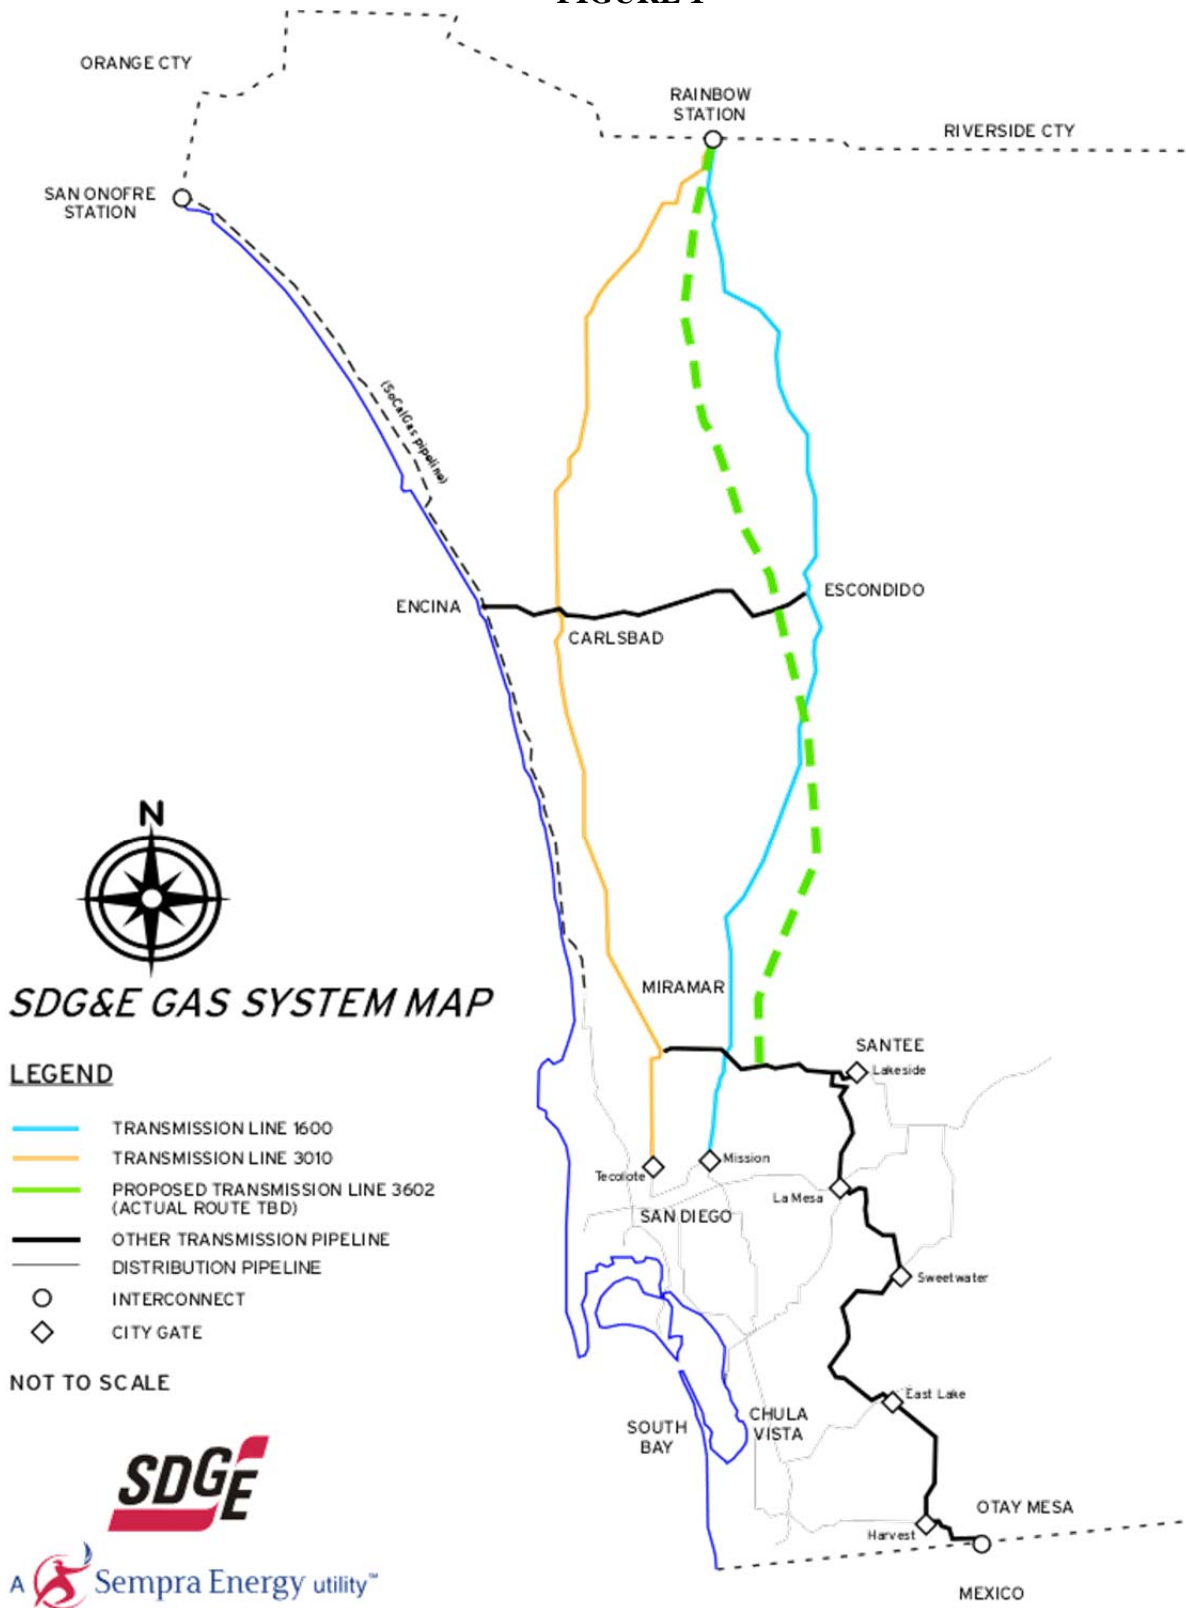 FIGURE 1
ORANGE CTY
RAINBOW
STATION
RIVERSIDE CTY
SAN ONOFRE
STATION
(SoCalGas pipeline)
ENCINA
ESCONDIDO
CARLSBAD
N
SDG&E GAS SYSTEM MAP
MIRAMAR
SANTEE
Lakeside
LEGEND
TRANSMISSION LINE 1600
TRANSMISSION LINE 3010
PROPOSED TRANSMISSION LINE 3602
(ACTUAL ROUTE TBD)
OTHER TRANSMISSION PIPELINE
DISTRIBUTION PIPELINE
INTERCONNECT
CITY GATE
NOT TO SCALE
Mission
Tecolote
La Mesa
SAN DIEGO
Sweetwater
East Lake
SOUTH
BAY
CHULA
VISTA
OTAY MESA
Harvest
MEXICO
SDGE
A Sempra Energy utility™